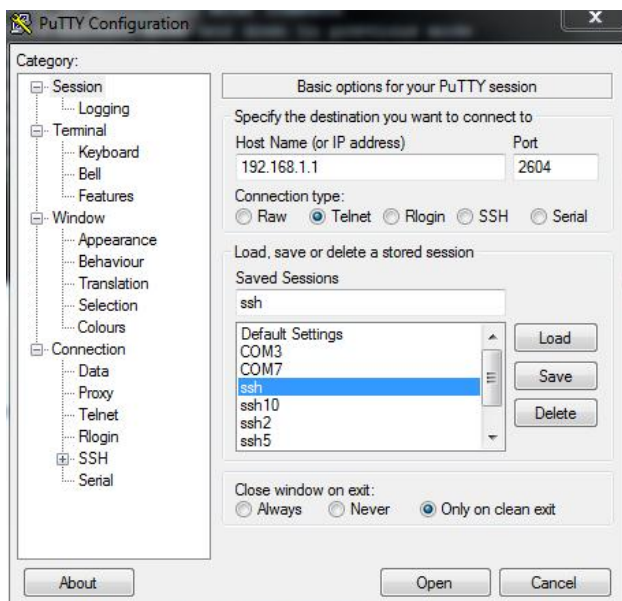 PuTTY Configuration
Category:
Session
Logging
Terminal
Keyboard
Bell
Features
Window
Appearance
Behaviour
Translation
Selection
Colours
Connection
Data
Proxy
Telnet
Rlogin
SSH
Serial
Basic options for your PuTTY session
Specify the destination you want to connect to
Host Name (or IP address) Port
192.168.1.1 2604
Connection type:
Raw Telnet Rlogin SSH Serial
Load, save or delete a stored session
Saved Sessions
ssh
Default Settings
COM3
COM7
ssh
ssh10
ssh2
ssh5
Load
Save
Delete
Close window on exit:
Always Never Only on clean exit
About Open Cancel